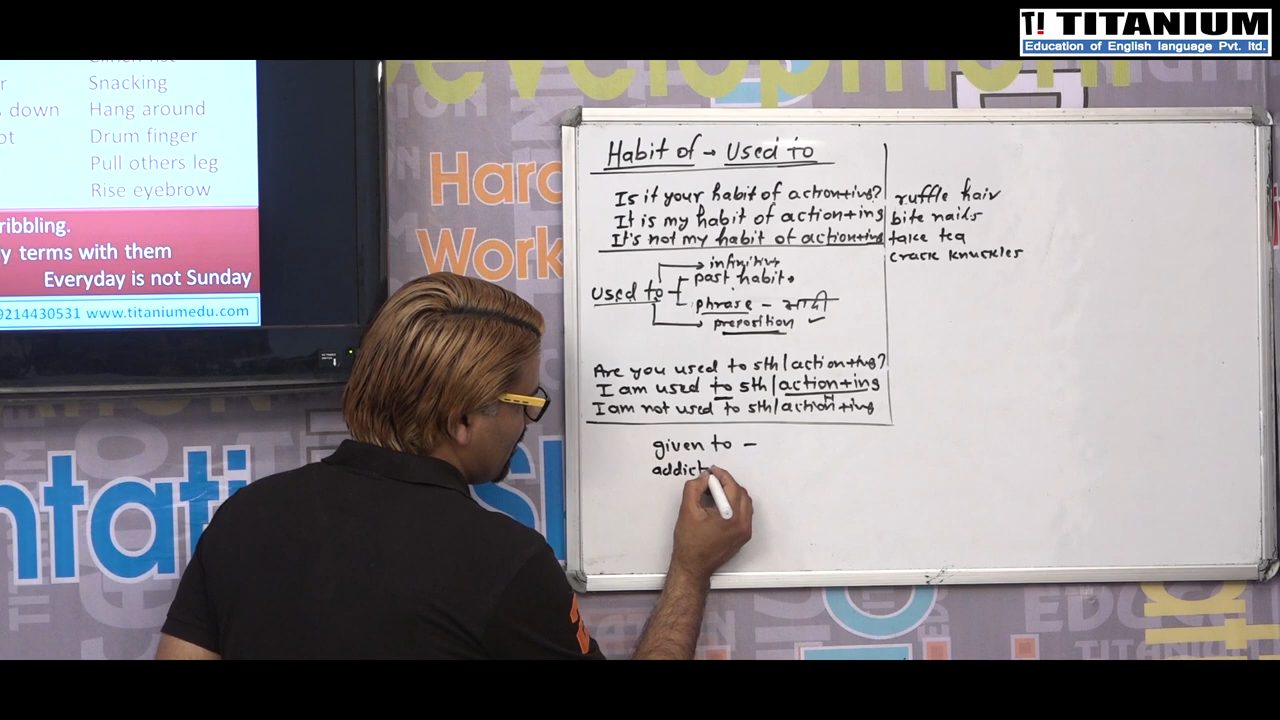 TITANIUM
Education of English language Pvt. ltd.
evelopment
Snacking
down
Hang around
Drum finger
Pull others leg
Rise eyebrow
ribbling.
y terms with them
Everyday is not Sunday
9214430531 www.titaniumedu.com
Hard
Work
entati
Habit of → Used to
Is it your habit of action+ing?
It is my habit of action+ing
It's not my habit of action+ing
ruffle hair
bite nails
take tea
crack knuckles
infinitive
past habit.
Used to
phrase - आदी
preposition ✓
Are you used to sth/action+ing?
I am used to sth/action+ing
I am not used to sth/action+ing
given to -
addict